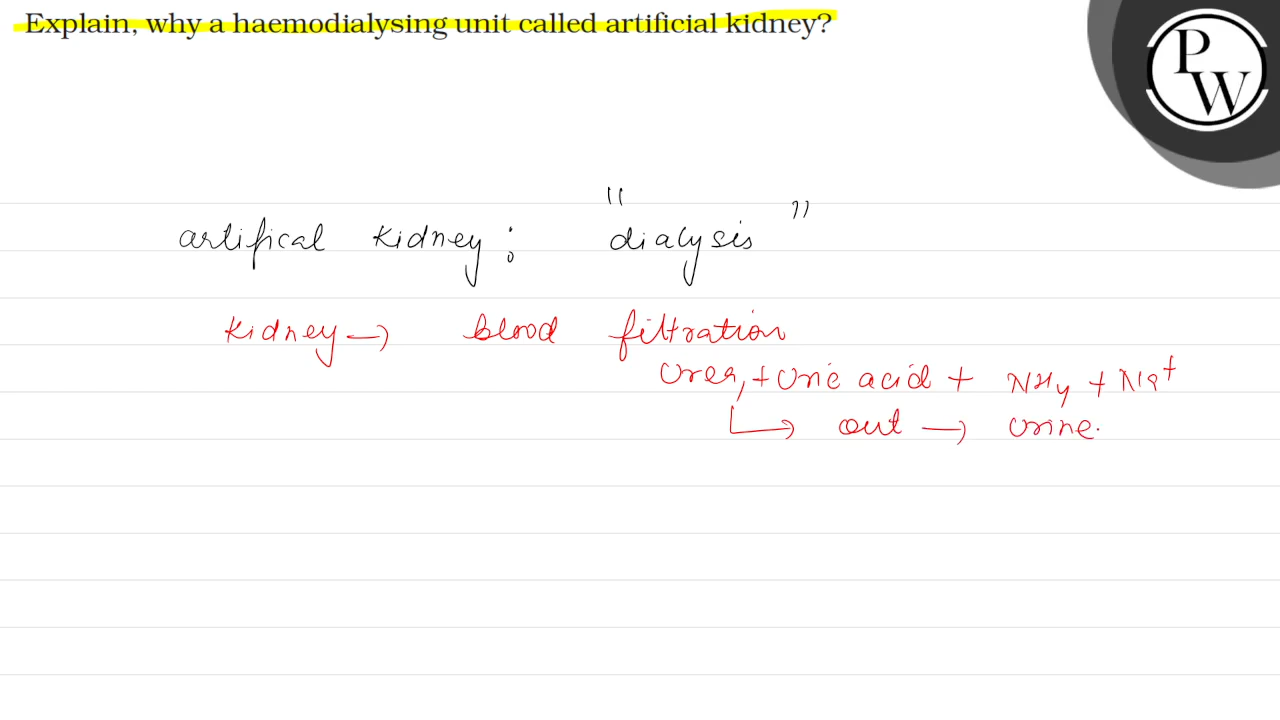 Explain, why a haemodialysing unit called artificial kidney?
P
W
artifical kidney : "dialysis"
kidney → blood filtration
Urea, + Uric acid + NH4 + Na+
↳ out → Urine.